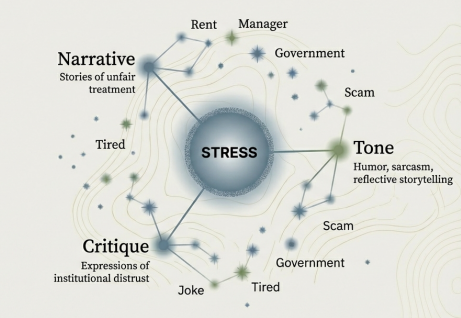 Rent
Manager
Government
Narrative
Stories of unfair
treatment
Scam
Tired
STRESS
Tone
Humor, sarcasm,
reflective storytelling
Scam
Critique
Expressions of
institutional distrust
Government
Joke
Tired